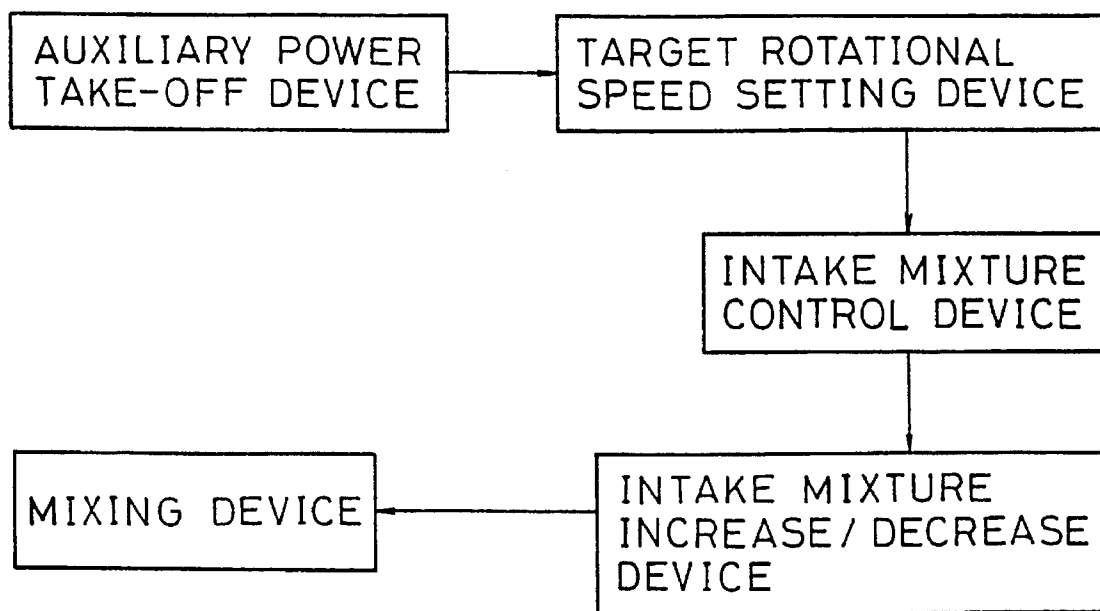 AUXILIARY POWER
TAKE-OFF DEVICE
TARGET ROTATIONAL
SPEED SETTING DEVICE
INTAKE MIXTURE
CONTROL DEVICE
INTAKE MIXTURE
INCREASE/DECREASE
DEVICE
MIXING DEVICE